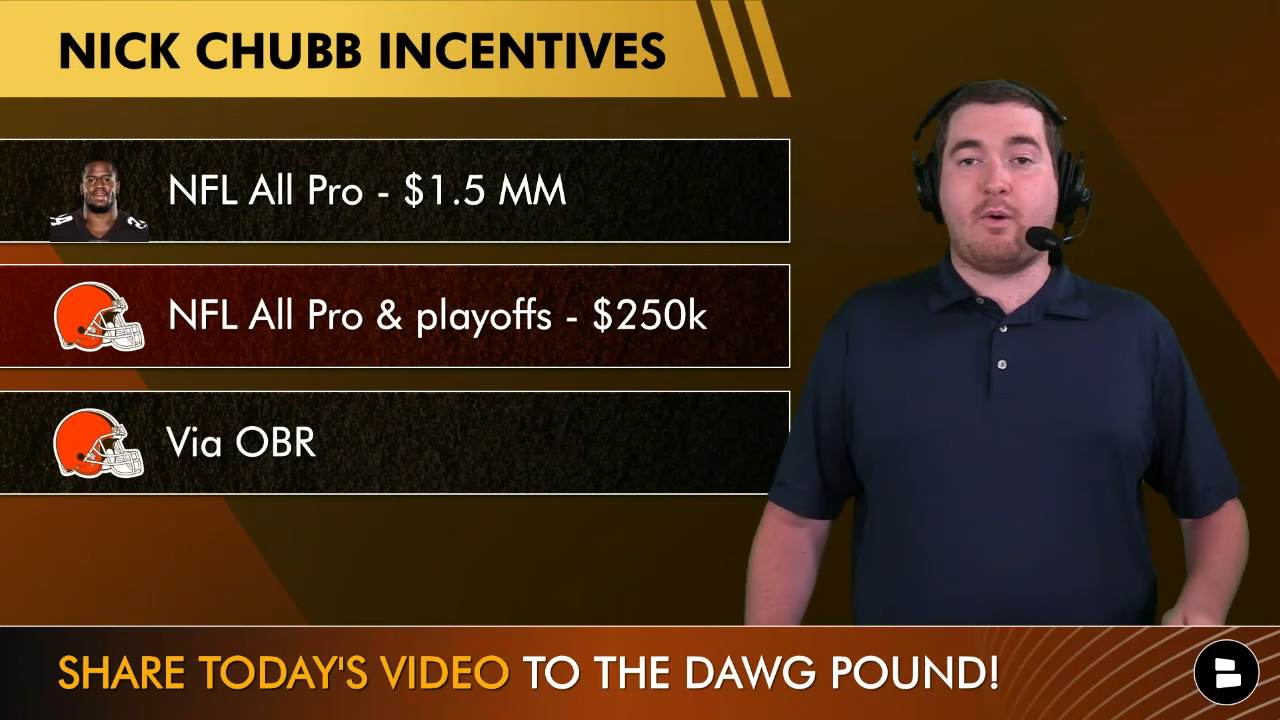 NICK CHUBB INCENTIVES
NFL All Pro - $1.5 MM
NFL All Pro & playoffs - $250k
Via OBR
SHARE TODAY'S VIDEO TO THE DAWG POUND!